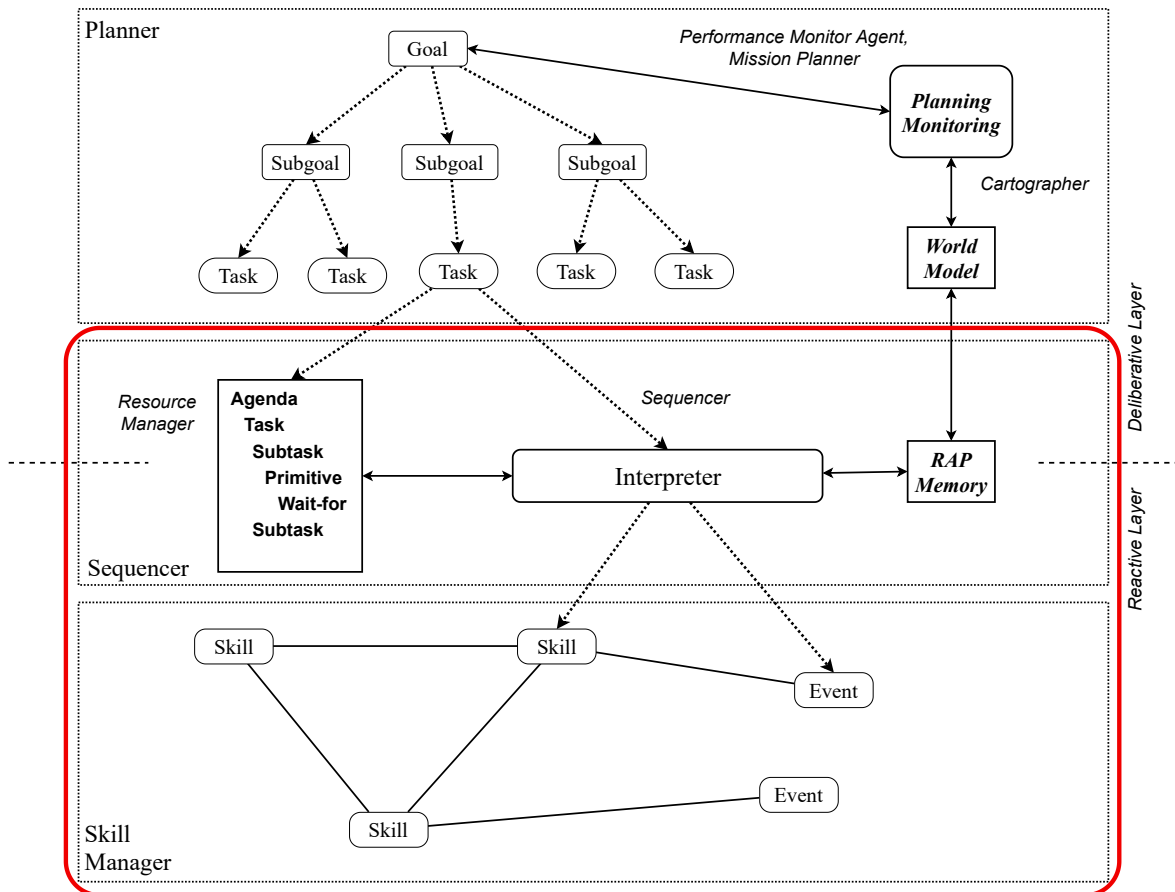 Planner
Goal
Performance Monitor Agent,
Mission Planner
Planning
Monitoring
Subgoal
Subgoal
Subgoal
Cartographer
World
Model
Task
Task
Task
Task
Task
Deliberative Layer
Resource
Manager
Agenda
Task
Subtask
Primitive
Wait-for
Subtask
Sequencer
Interpreter
RAP
Memory
Reactive Layer
Sequencer
Skill
Skill
Event
Event
Skill
Skill
Manager